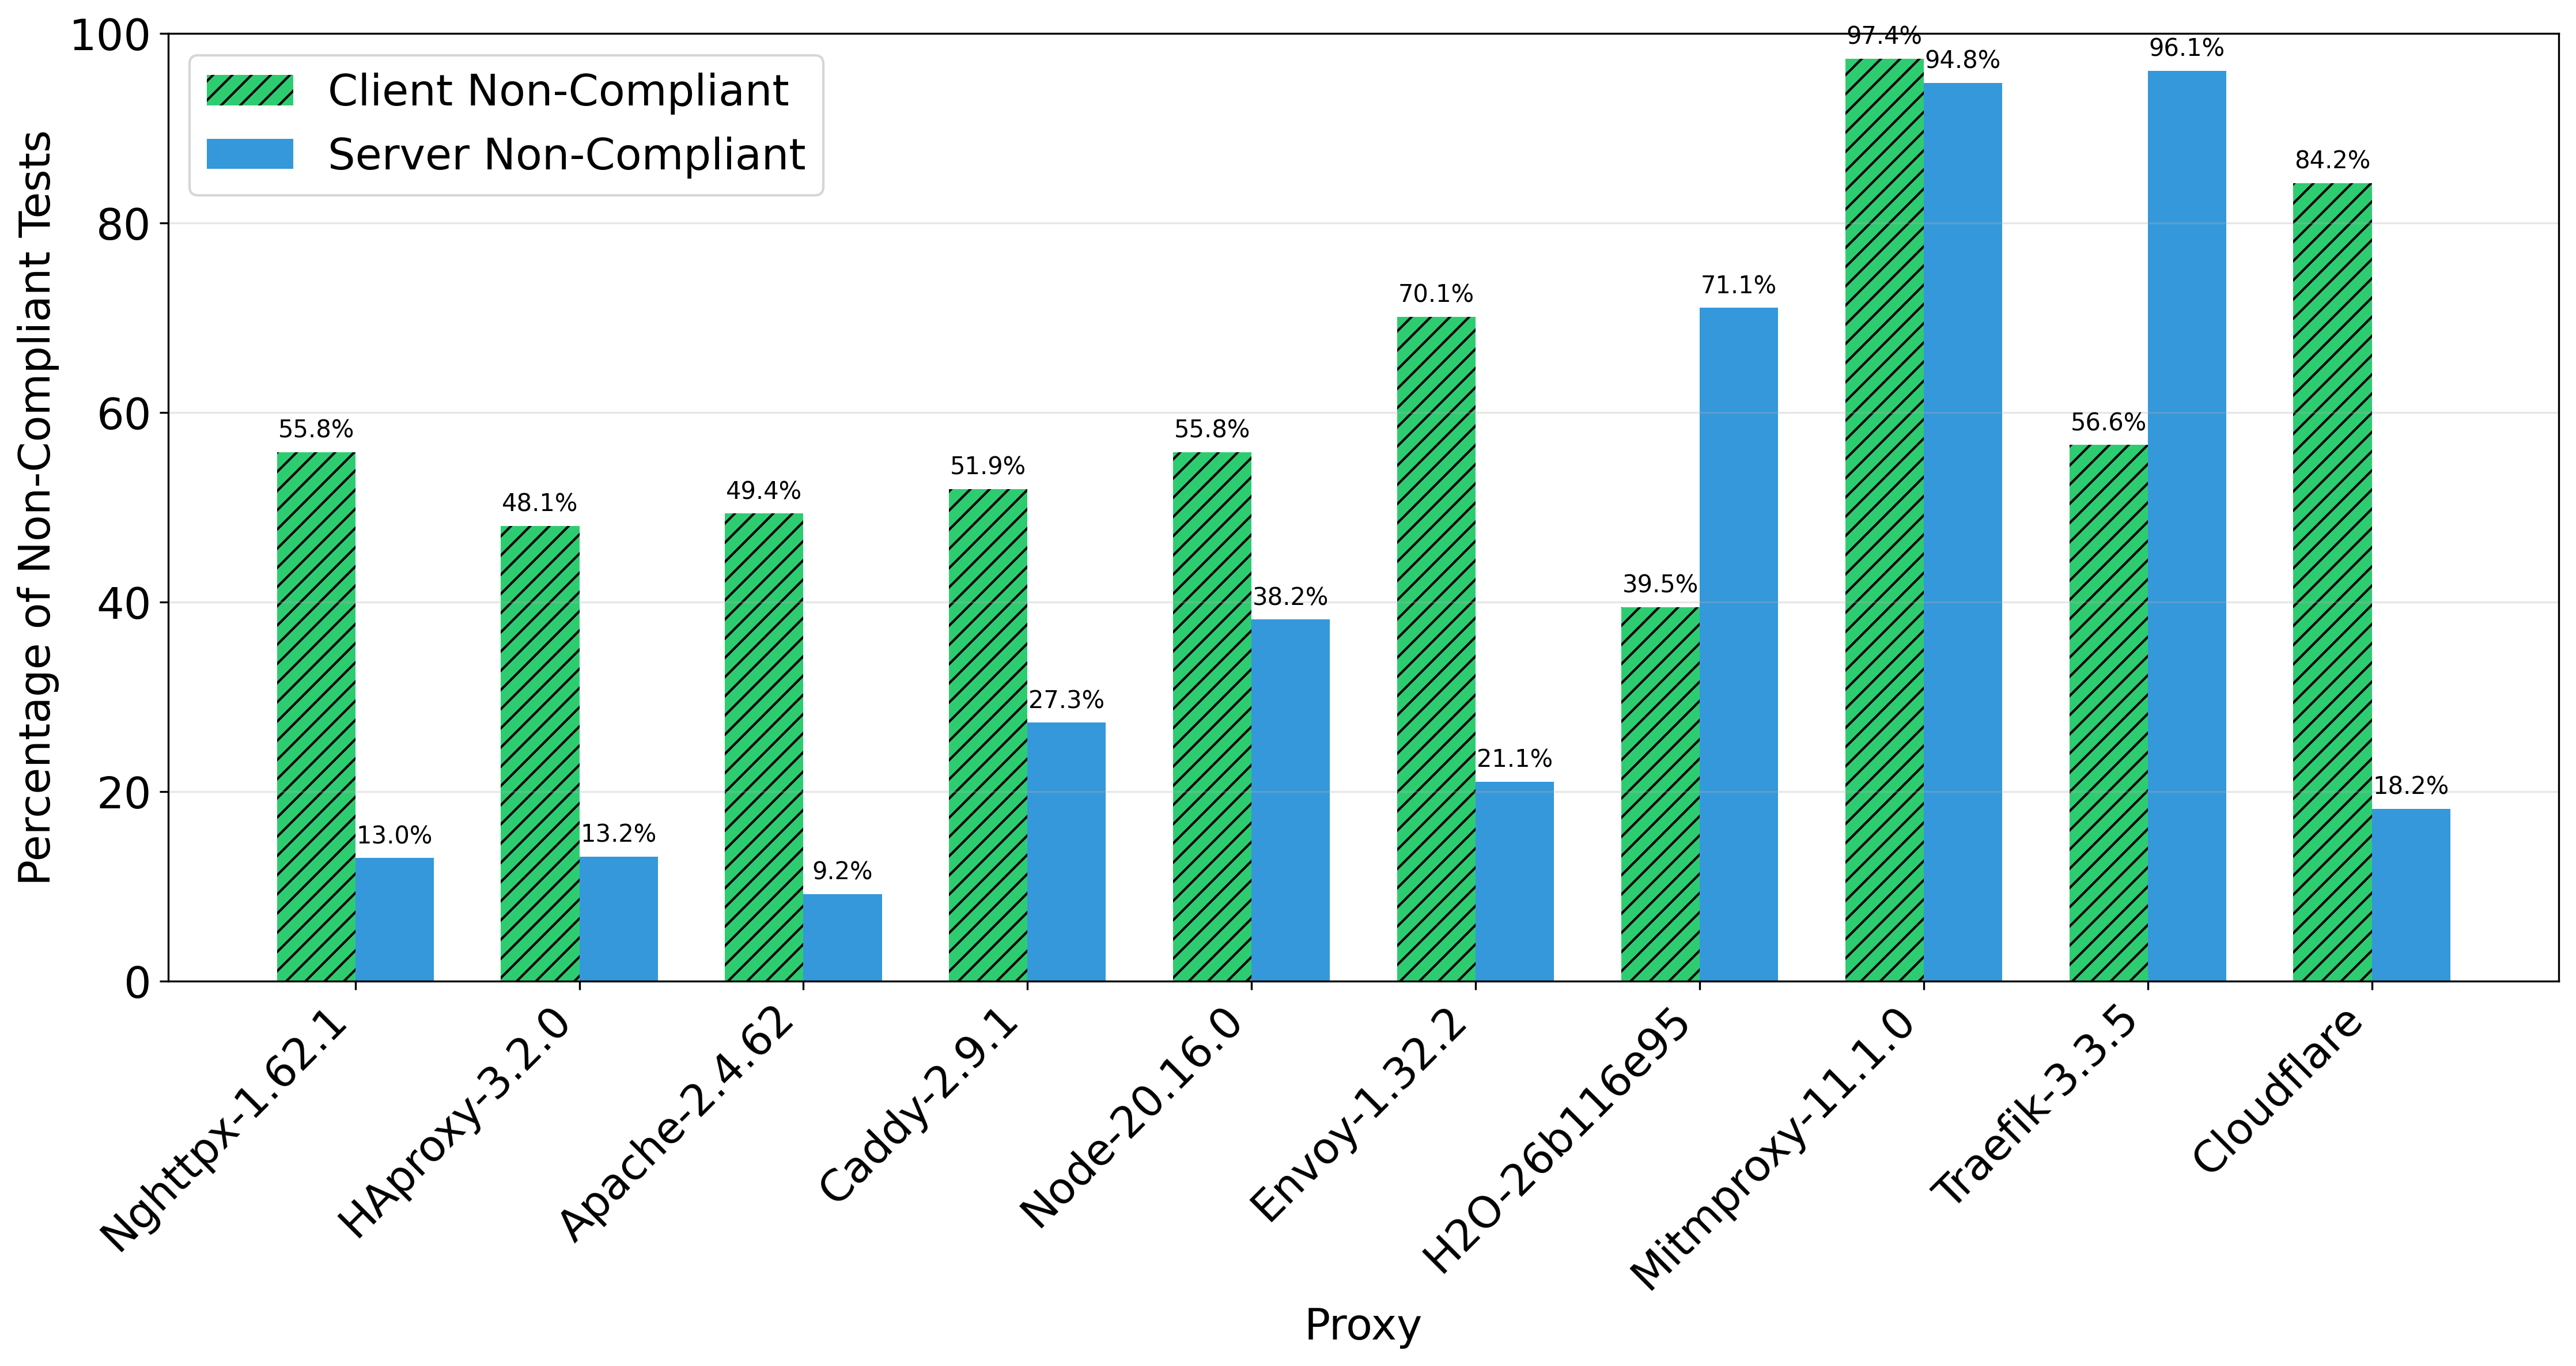 Percentage of Non-Compliant Tests
100
80
60
40
20
0
Client Non-Compliant
Server Non-Compliant
55.8%
13.0%
48.1%
13.2%
49.4%
9.2%
51.9%
27.3%
55.8%
38.2%
70.1%
21.1%
39.5%
71.1%
97.4%
94.8%
56.6%
96.1%
84.2%
18.2%
Nghttpx-1.62.1
HAproxy-3.2.0
Apache-2.4.62
Caddy-2.9.1
Node-20.16.0
Envoy-1.32.2
H2O-26b116e95
Mitmproxy-11.1.0
Traefik-3.3.5
Cloudflare
Proxy